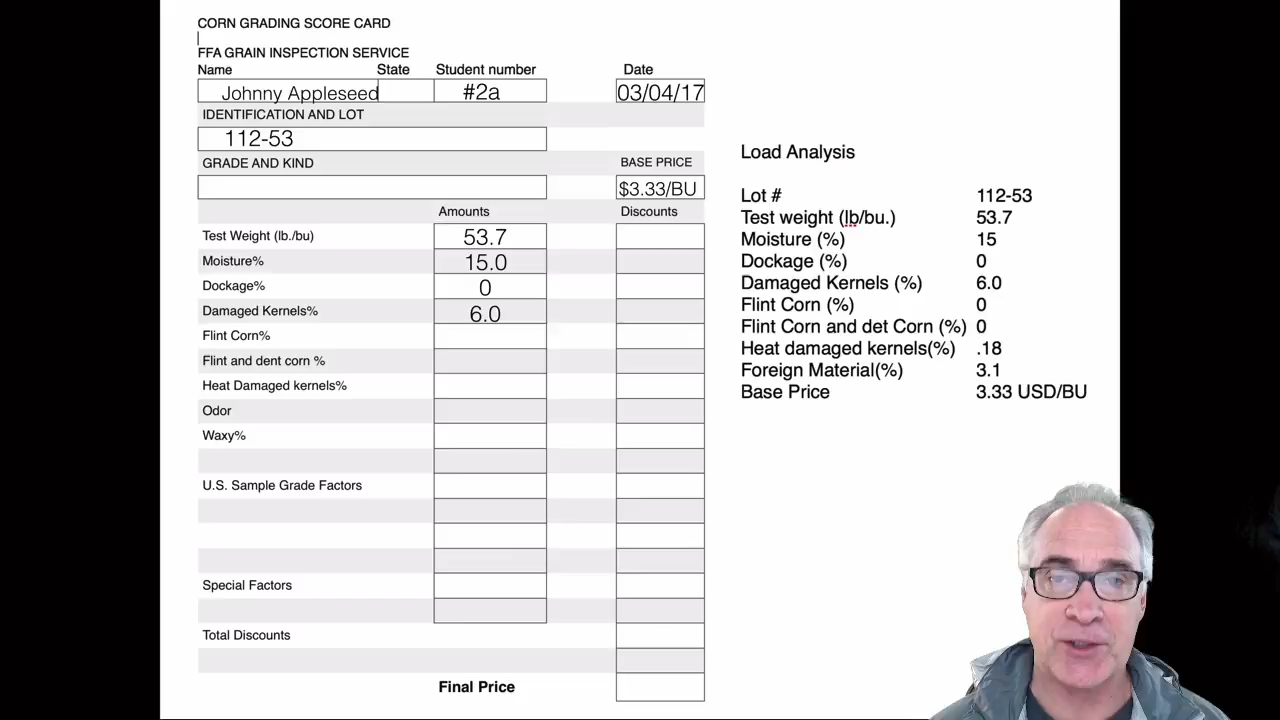 CORN GRADING SCORE CARD
FFA GRAIN INSPECTION SERVICE
Name State Student number Date
Johnny Appleseed #2a 03/04/17
IDENTIFICATION AND LOT
112-53
GRADE AND KIND BASE PRICE
$3.33/BU
Amounts Discounts
Test Weight (lb./bu) 53.7
Moisture% 15.0
Dockage% 0
Damaged Kernels% 6.0
Flint Corn%
Flint and dent corn %
Heat Damaged kernels%
Odor
Waxy%
U.S. Sample Grade Factors
Special Factors
Total Discounts
Final Price
Load Analysis
Lot # 112-53
Test weight (lb/bu.) 53.7
Moisture (%) 15
Dockage (%) 0
Damaged Kernels (%) 6.0
Flint Corn (%) 0
Flint Corn and det Corn (%) 0
Heat damaged kernels(%) .18
Foreign Material(%) 3.1
Base Price 3.33 USD/BU